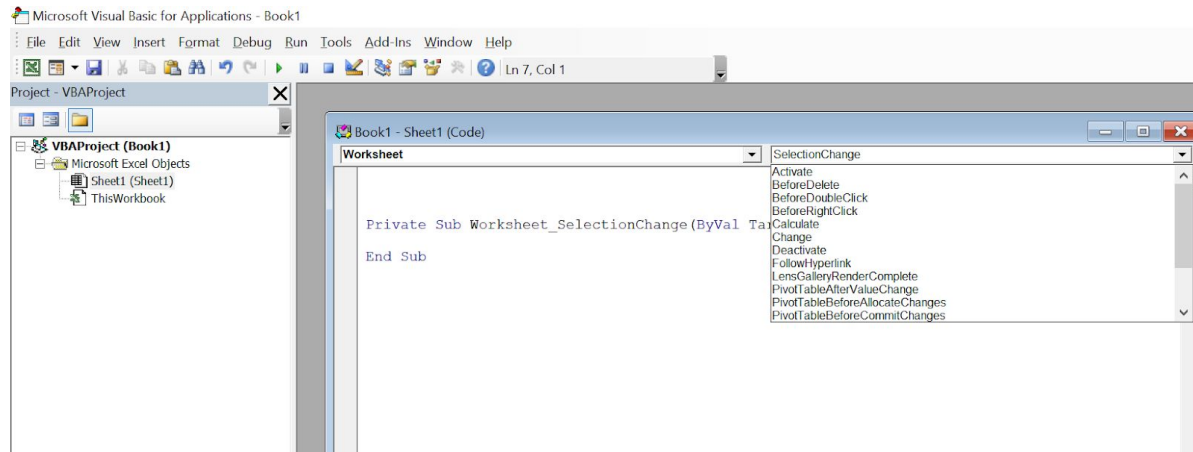 Microsoft Visual Basic for Applications - Book1
File Edit View Insert Format Debug Run Tools Add-Ins Window Help
Ln 7, Col 1
Project - VBAProject
VBAProject (Book1)
Microsoft Excel Objects
Sheet1 (Sheet1)
ThisWorkbook
Book1 - Sheet1 (Code)
Worksheet
SelectionChange
Activate
BeforeDelete
BeforeDoubleClick
BeforeRightClick
Calculate
Change
Deactivate
FollowHyperlink
LensGalleryRenderComplete
PivotTableAfterValueChange
PivotTableBeforeAllocateChanges
PivotTableBeforeCommitChanges
Private Sub Worksheet_SelectionChange(ByVal
End Sub